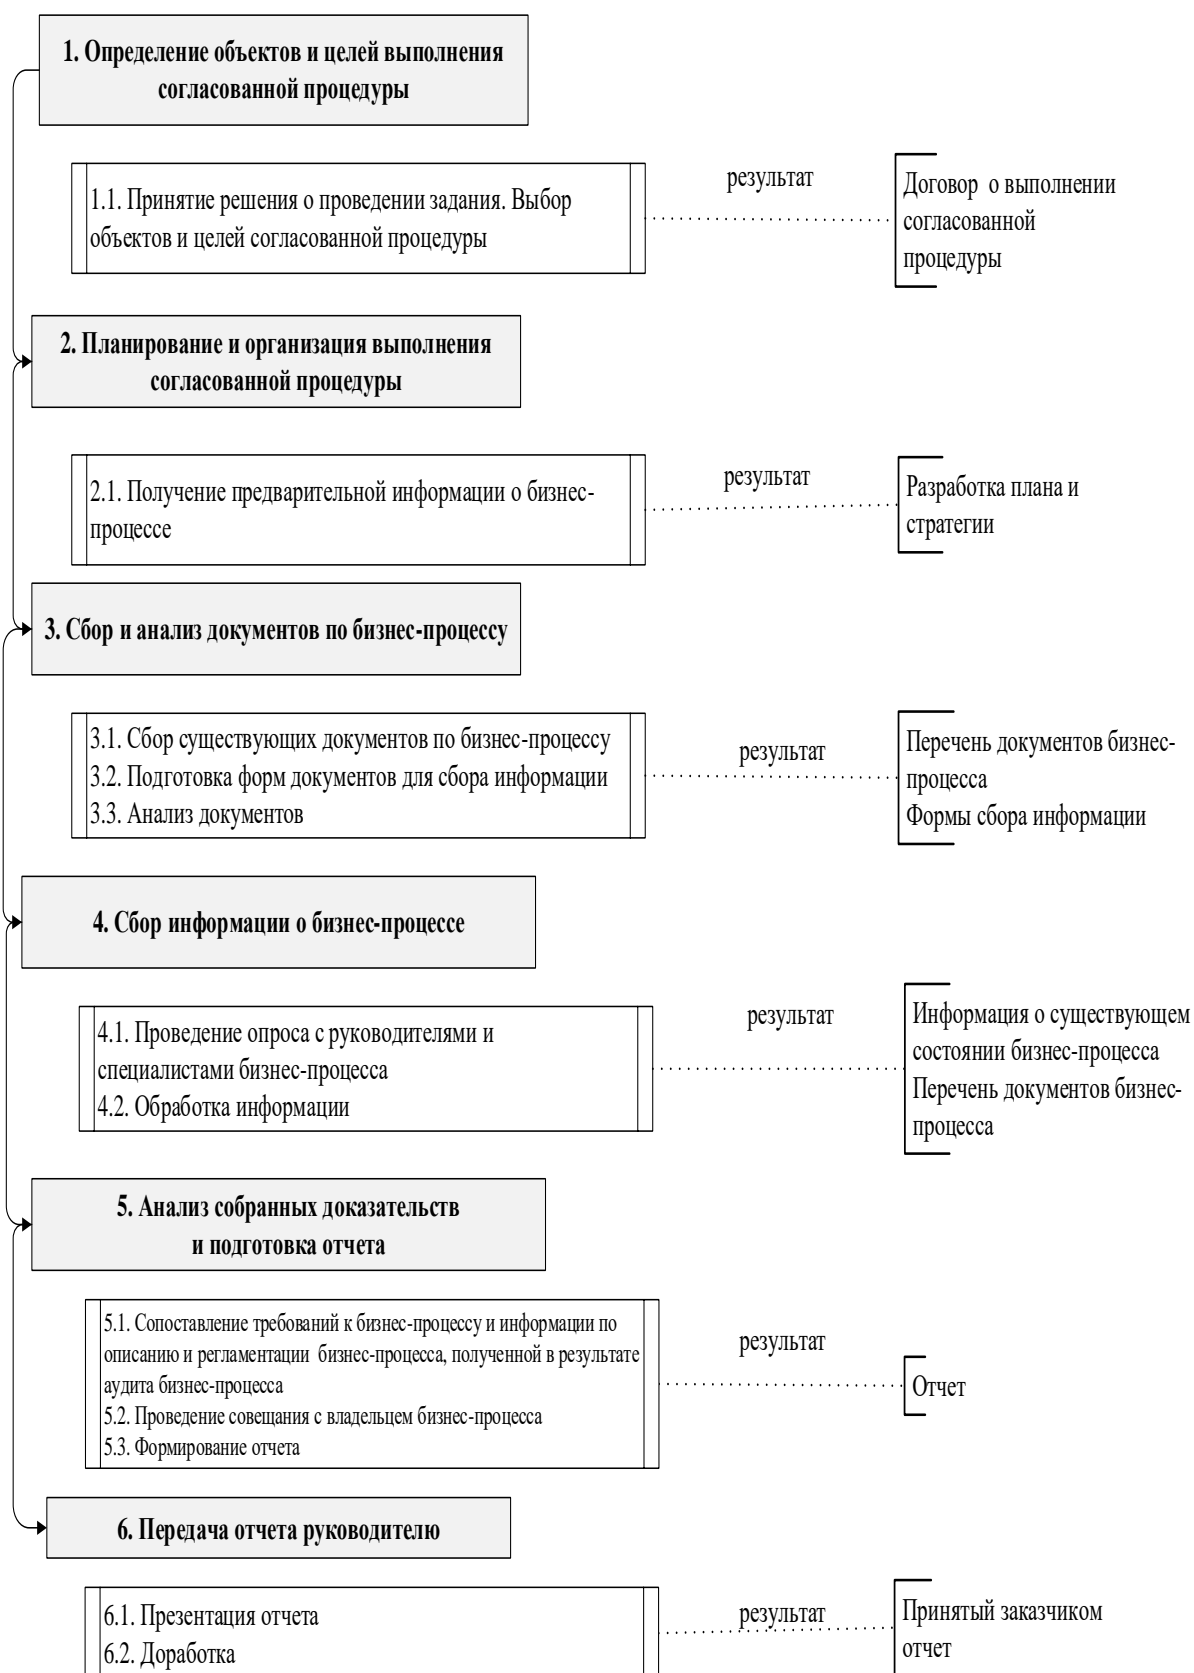 1. Определение объектов и целей выполнения
согласованной процедуры
1.1. Принятие решения о проведении задания. Выбор
объектов и целей согласованной процедуры
результат
Договор о выполнении
согласованной
процедуры
2. Планирование и организация выполнения
согласованной процедуры
2.1. Получение предварительной информации о бизнес-
процессе
результат
Разработка плана и
стратегии
3. Сбор и анализ документов по бизнес-процессу
3.1. Сбор существующих документов по бизнес-процессу
3.2. Подготовка форм документов для сбора информации
3.3. Анализ документов
результат
Перечень документов бизнес-
процесса
Формы сбора информации
4. Сбор информации о бизнес-процессе
4.1. Проведение опроса с руководителями и
специалистами бизнес-процесса
4.2. Обработка информации
результат
Информация о существующем
состоянии бизнес-процесса
Перечень документов бизнес-
процесса
5. Анализ собранных доказательств
и подготовка отчета
5.1. Сопоставление требований к бизнес-процессу и информации по
описанию и регламентации бизнес-процесса, полученной в результате
аудита бизнес-процесса
5.2. Проведение совещания с владельцем бизнес-процесса
5.3. Формирование отчета
результат
Отчет
6. Передача отчета руководителю
6.1. Презентация отчета
6.2. Доработка
результат
Принятый заказчиком
отчет